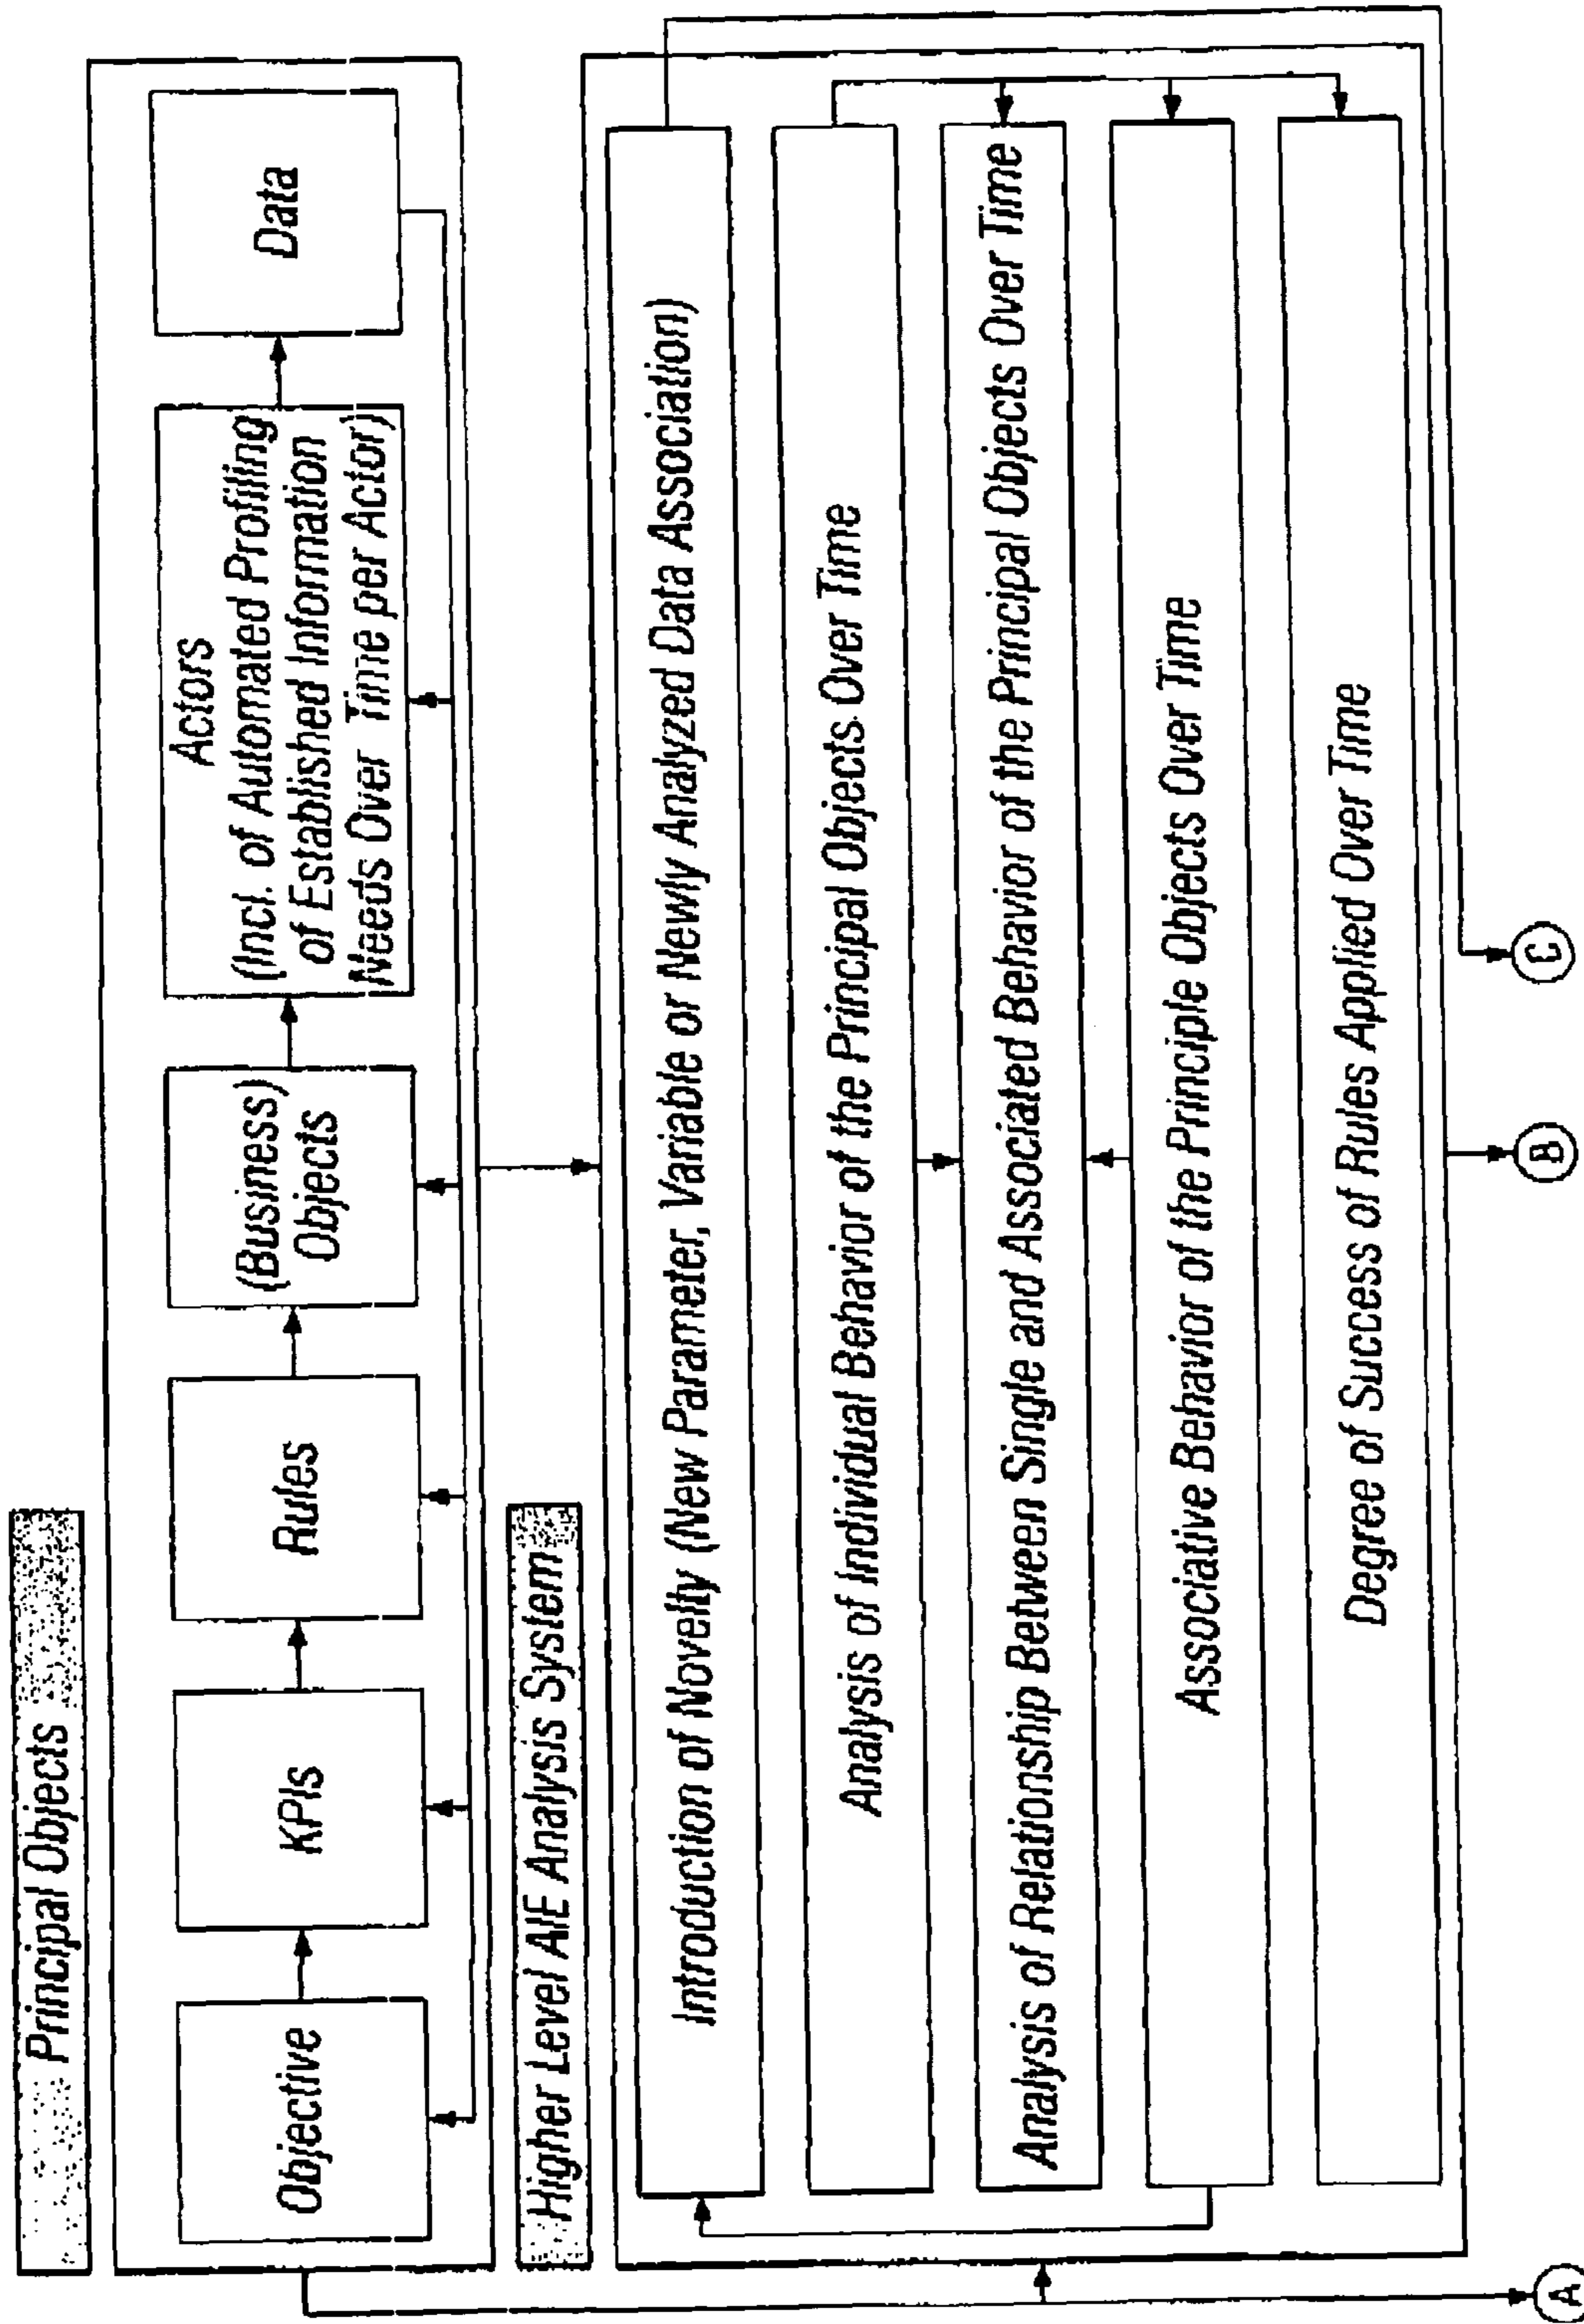 Principal Objects
Objective
KPIs
Rules
(Business)
Objects
Actors
(Incl. of Automated Profiling
of Established Information
Needs Over Time per Actor)
Data
Higher Level AIE Analysis System
Introduction of Novelty (New Parameter, Variable or Newly Analyzed Data Association)
Analysis of Individual Behavior of the Principal Objects Over Time
Analysis of Relationship Between Single and Associated Behavior of the Principal Objects Over Time
Associative Behavior of the Principle Objects Over Time
Degree of Success of Rules Applied Over Time
A
B
C